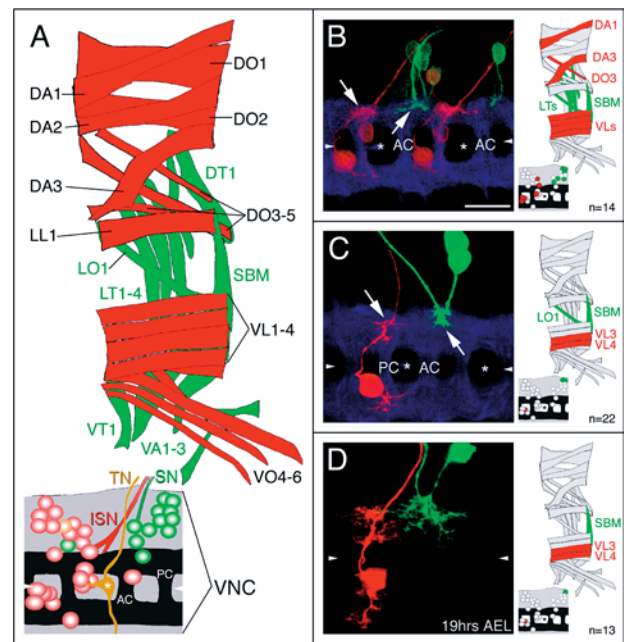 A
DO1
DA1
DO2
DA2
DT1
DA3
DO3-5
LL1
LO1
SBM
LT1-4
VL1-4
VT1
VA1-3
VO4-6
TN
SN
ISN
PC
AC
VNC
B
AC
AC
DA1
DA3
DO3
LTs
SBM
VLs
n=14
C
PC
AC
LO1
SBM
VL3
VL4
n=22
D
19hrs AEL
SBM
VL3
VL4
n=13